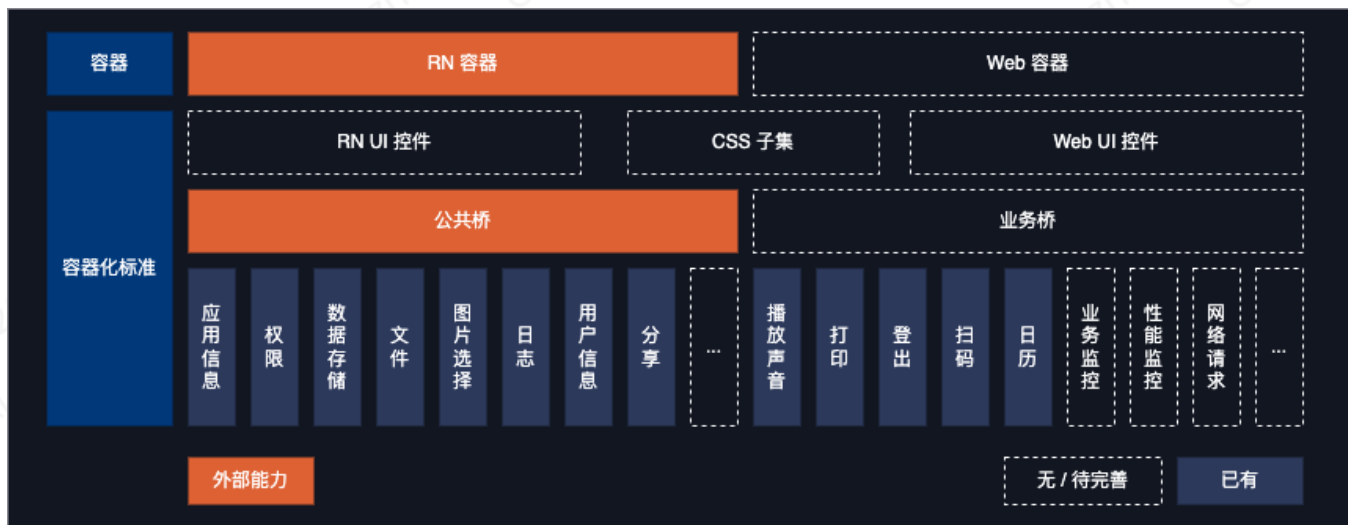 容器
RN 容器
Web 容器
容器化标准
RN UI 控件
CSS 子集
Web UI 控件
公共桥
业务桥
应用信息
权限
数据存储
文件
图片选择
日志
用户信息
分享
...
播放声音
打印
登出
扫码
日历
业务监控
性能监控
网络请求
...
外部能力
无 / 待完善
已有